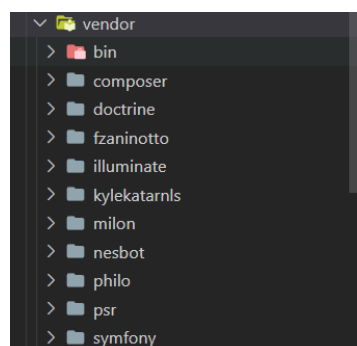 vendor
bin
composer
doctrine
fzaninotto
illuminate
kylekatarnls
milon
nesbot
philo
psr
symfony